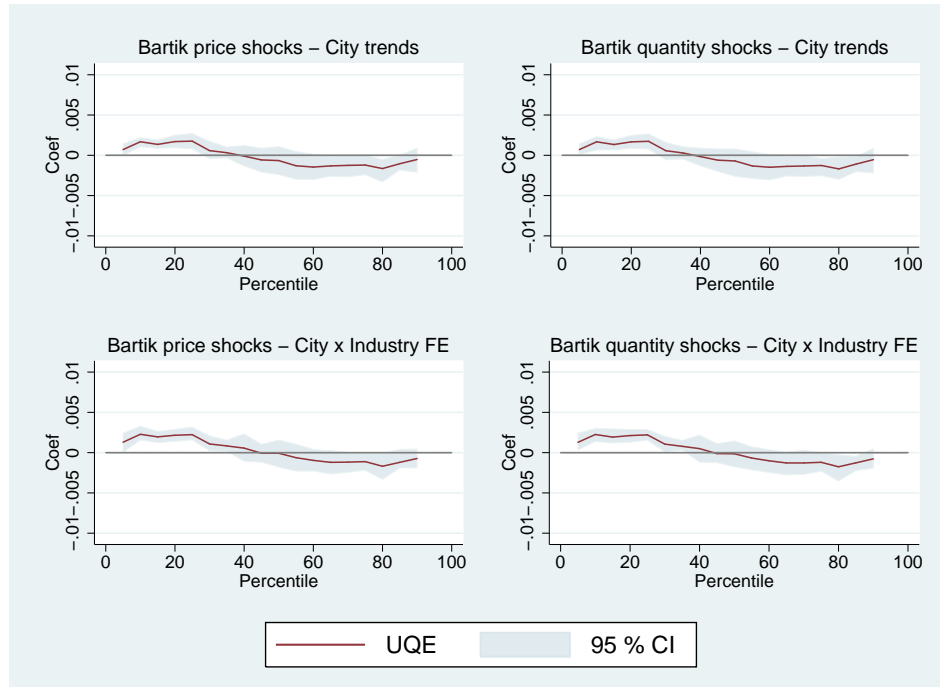 Bartik price shocks – City trends
Coef
.01
.005
0
-.005
-.01
0 20 40 60 80 100
Percentile
Bartik quantity shocks – City trends
Coef
.01
.005
0
-.005
-.01
0 20 40 60 80 100
Percentile
Bartik price shocks – City x Industry FE
Coef
.01
.005
0
-.005
-.01
0 20 40 60 80 100
Percentile
Bartik quantity shocks – City x Industry FE
Coef
.01
.005
0
-.005
-.01
0 20 40 60 80 100
Percentile
UQE 95 % CI